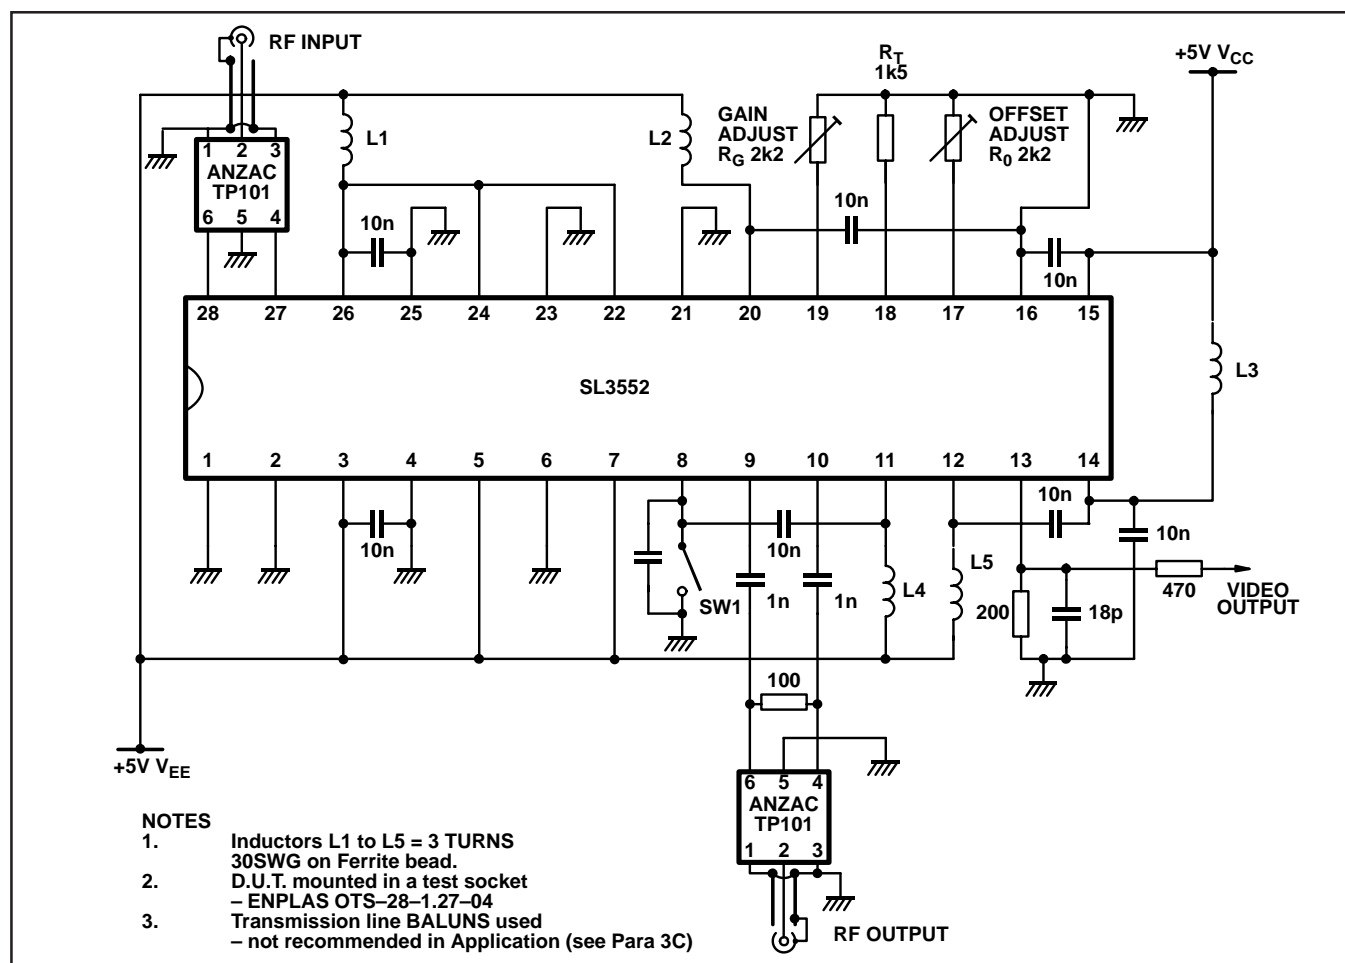 RF INPUT
R_T
1k5
+5V V_CC
GAIN
ADJUST
R_G 2k2
OFFSET
ADJUST
R_0 2k2
L1
L2
1 2 3
ANZAC
TP101
6 5 4
10n
10n
10n
28 27 26 25 24 23 22 21 20 19 18 17 16 15
L3
SL3552
1 2 3 4 5 6 7 8 9 10 11 12 13 14
10n
10n
10n
10n
L5
SW1
1n
1n
L4
200
18p
470
VIDEO
OUTPUT
100
+5V V_EE
6 5 4
ANZAC
TP101
1 2 3
RF OUTPUT
NOTES
1. Inductors L1 to L5 = 3 TURNS
30SWG on Ferrite bead.
2. D.U.T. mounted in a test socket
– ENPLAS OTS–28–1.27–04
3. Transmission line BALUNS used
– not recommended in Application (see Para 3C)